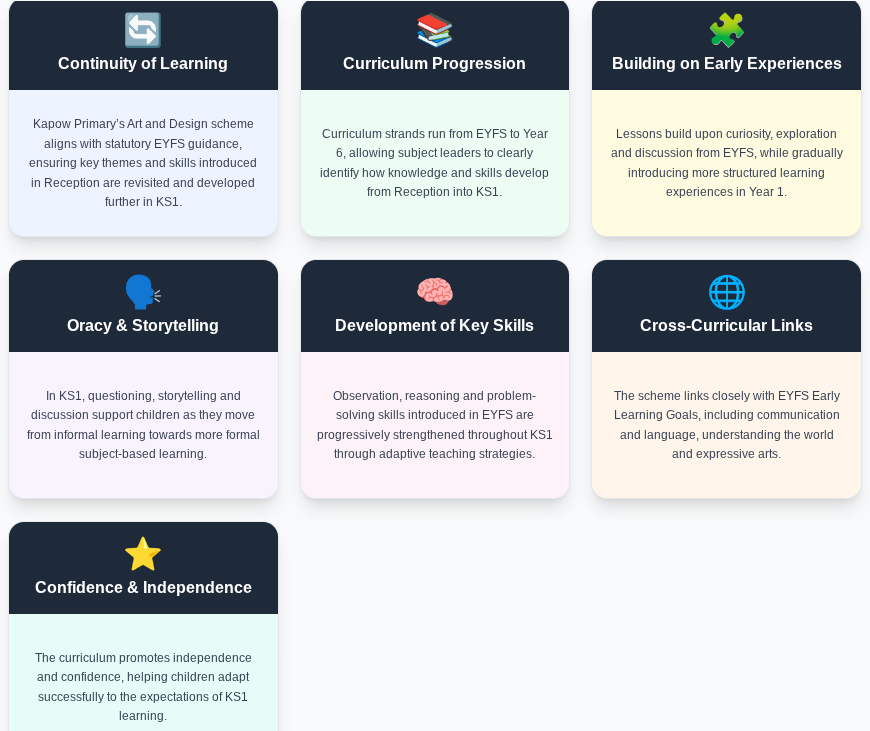 Continuity of Learning
Kapow Primary’s Art and Design scheme
aligns with statutory EYFS guidance,
ensuring key themes and skills introduced
in Reception are revisited and developed
further in KS1.
Curriculum Progression
Curriculum strands run from EYFS to Year
6, allowing subject leaders to clearly
identify how knowledge and skills develop
from Reception into KS1.
Building on Early Experiences
Lessons build upon curiosity, exploration
and discussion from EYFS, while gradually
introducing more structured learning
experiences in Year 1.
Oracy & Storytelling
In KS1, questioning, storytelling and
discussion support children as they move
from informal learning towards more formal
subject-based learning.
Development of Key Skills
Observation, reasoning and problem-
solving skills introduced in EYFS are
progressively strengthened throughout KS1
through adaptive teaching strategies.
Cross-Curricular Links
The scheme links closely with EYFS Early
Learning Goals, including communication
and language, understanding the world
and expressive arts.
Confidence & Independence
The curriculum promotes independence
and confidence, helping children adapt
successfully to the expectations of KS1
learning.